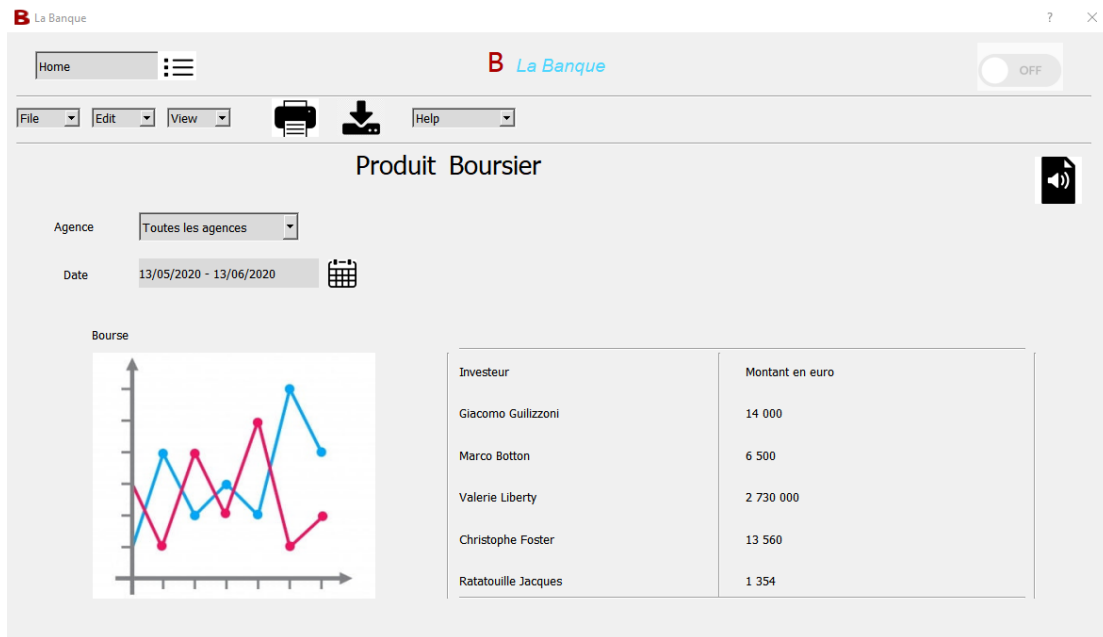 B La Banque ?
Home B La Banque OFF
File Edit View Help
Produit Boursier
Agence Toutes les agences
Date 13/05/2020 - 13/06/2020
Bourse
Investeur Montant en euro
Giacomo Guilizzoni 14 000
Marco Botton 6 500
Valerie Liberty 2 730 000
Christophe Foster 13 560
Ratatouille Jacques 1 354